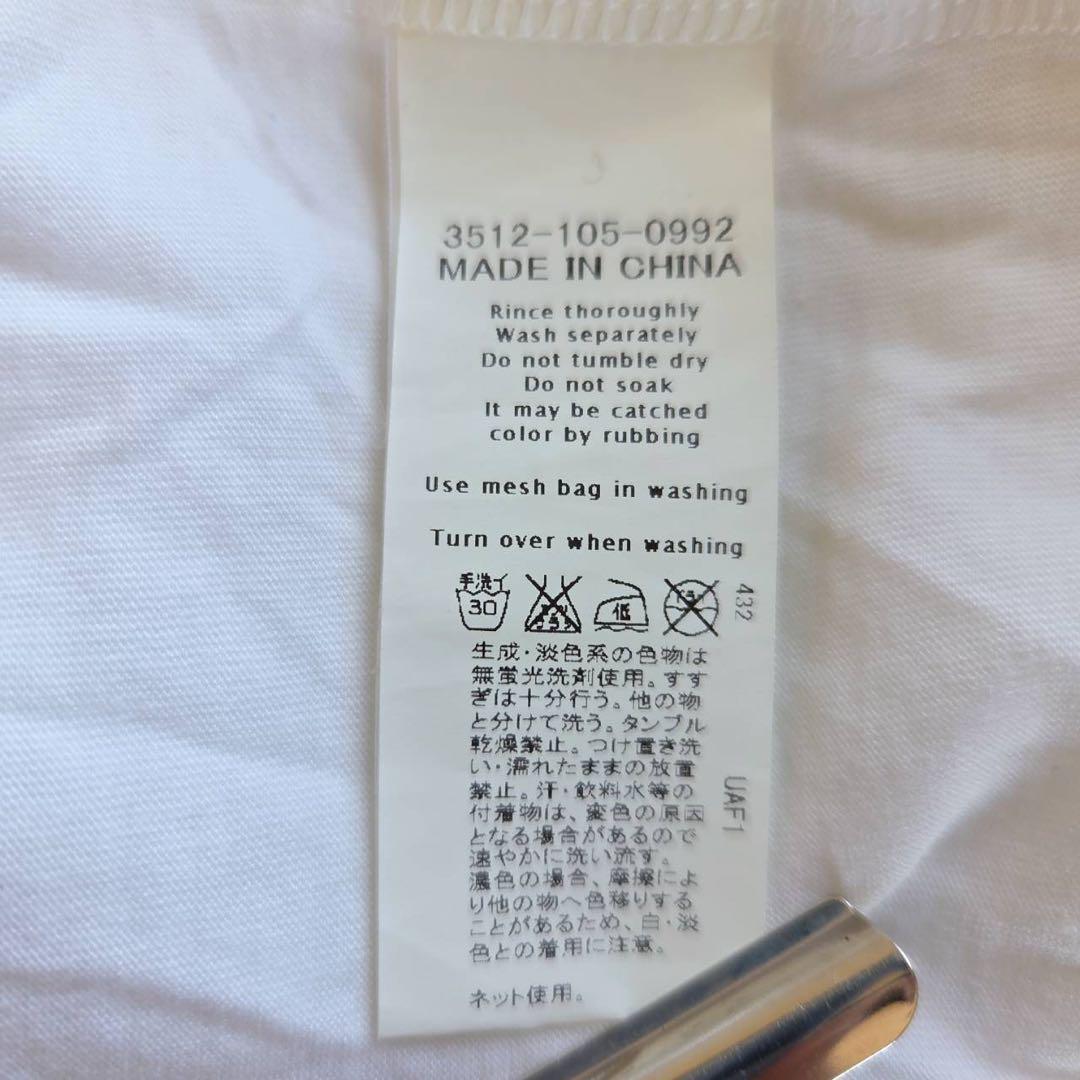 3512-105-0992
MADE IN CHINA
Rince thoroughly
Wash separately
Do not tumble dry
Do not soak
It may be catched
color by rubbing
Use mesh bag in washing
Turn over when washing
手洗イ
30
低
432
生成・淡色系の色物は
無蛍光洗剤使用。すす
ぎは十分行う。他の物
と分けて洗う。タンブル
乾燥禁止。つけ置き洗
い・濡れたままの放置
禁止。汗・飲料水等の
付着物は、変色の原因
となる場合があるので
速やかに洗い流す。
濃色の場合、摩擦によ
り他の物へ色移りする
ことがあるため、白・淡
色との着用に注意。
ネット使用。
UAF1